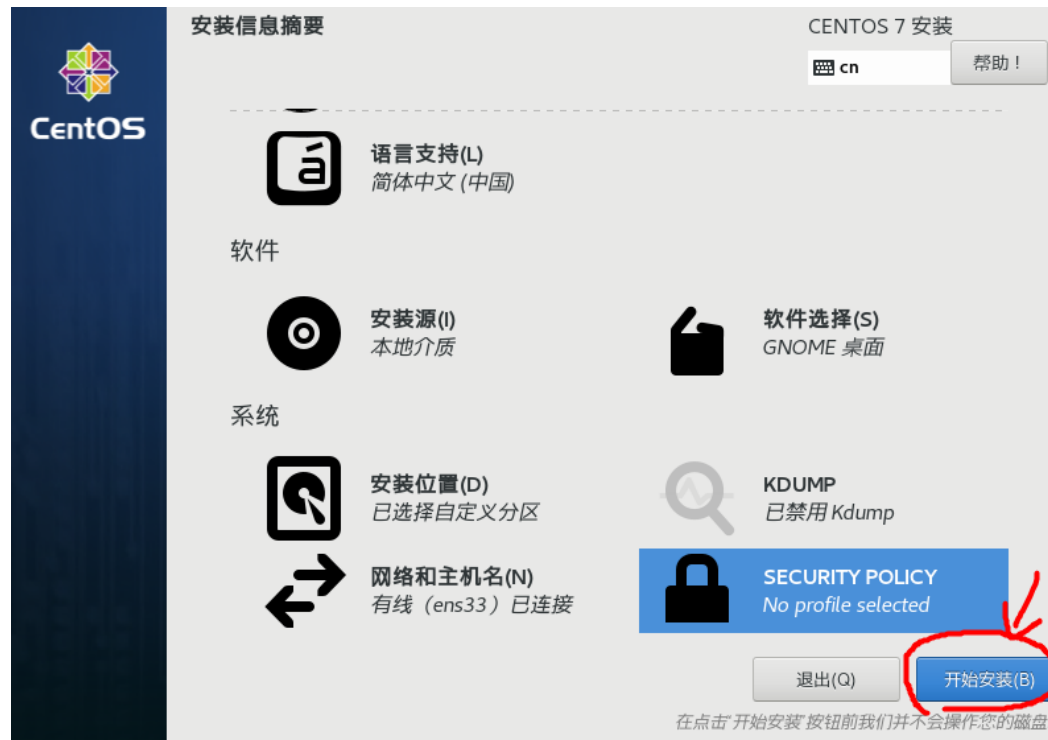 安装信息摘要
CENTOS 7 安装
cn
帮助！
CentOS
á
语言支持(L)
简体中文 (中国)
软件
安装源(I)
本地介质
软件选择(S)
GNOME 桌面
系统
安装位置(D)
已选择自定义分区
KDUMP
已禁用 Kdump
网络和主机名(N)
有线（ens33）已连接
SECURITY POLICY
No profile selected
退出(Q)
开始安装(B)
在点击“开始安装”按钮前我们并不会操作您的磁盘